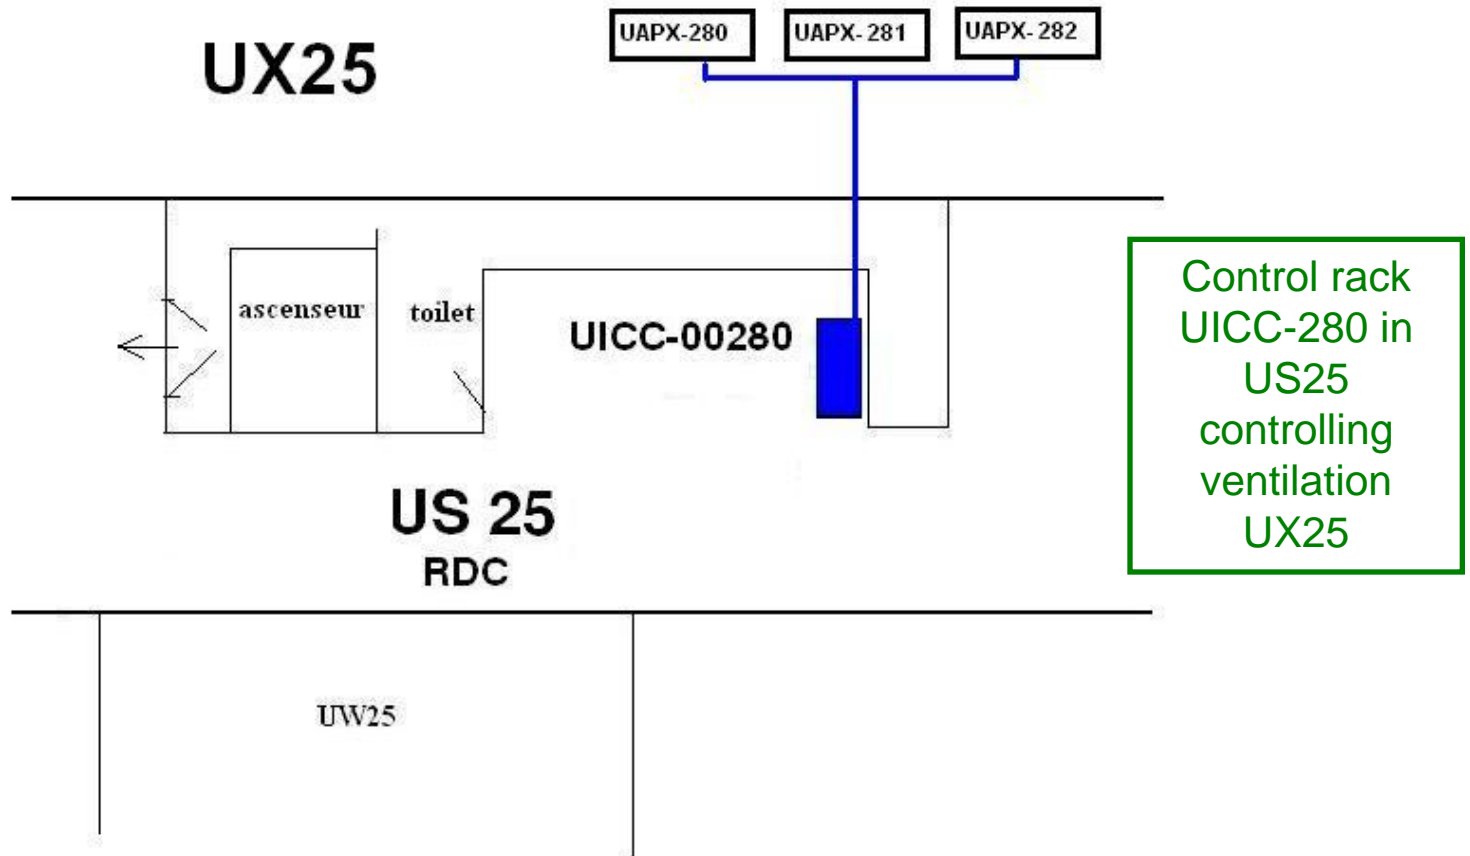 UX25
UAPX-280
UAPX- 281
UAPX- 282
ascenseur
toilet
UICC-00280
Control rack
UICC-280 in
US25
controlling
ventilation
UX25
US 25
RDC
UW25